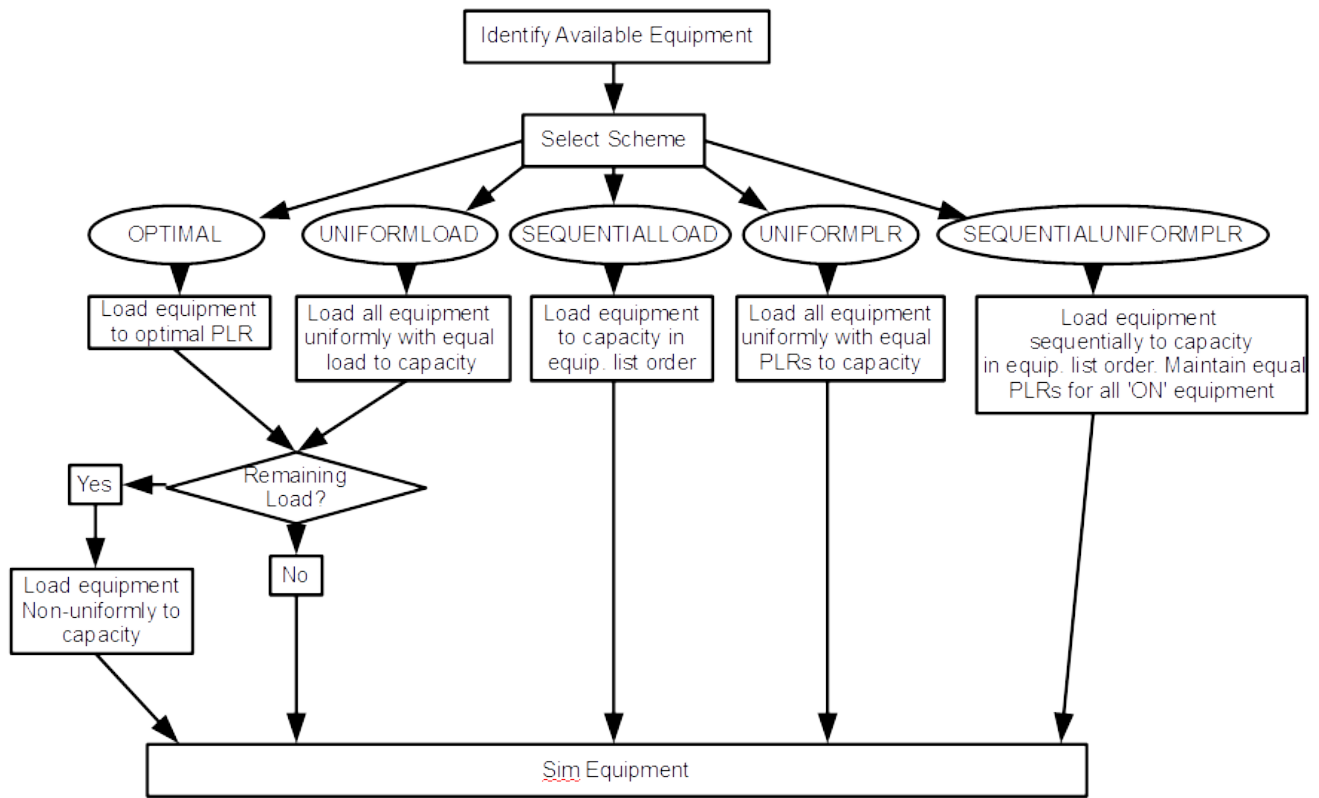 Identify Available Equipment
Select Scheme
OPTIMAL
UNIFORMLOAD
SEQUENTIALLOAD
UNIFORMPLR
SEQUENTIALUNIFORMPLR
Load equipment
to optimal PLR
Load all equipment
uniformly with equal
load to capacity
Load equipment
to capacity in
equip. list order
Load all equipment
uniformly with equal
PLRs to capacity
Load equipment
sequentially to capacity
in equip. list order. Maintain equal
PLRs for all 'ON' equipment
Remaining
Load?
Yes
No
Load equipment
Non-uniformly to
capacity
Sim Equipment